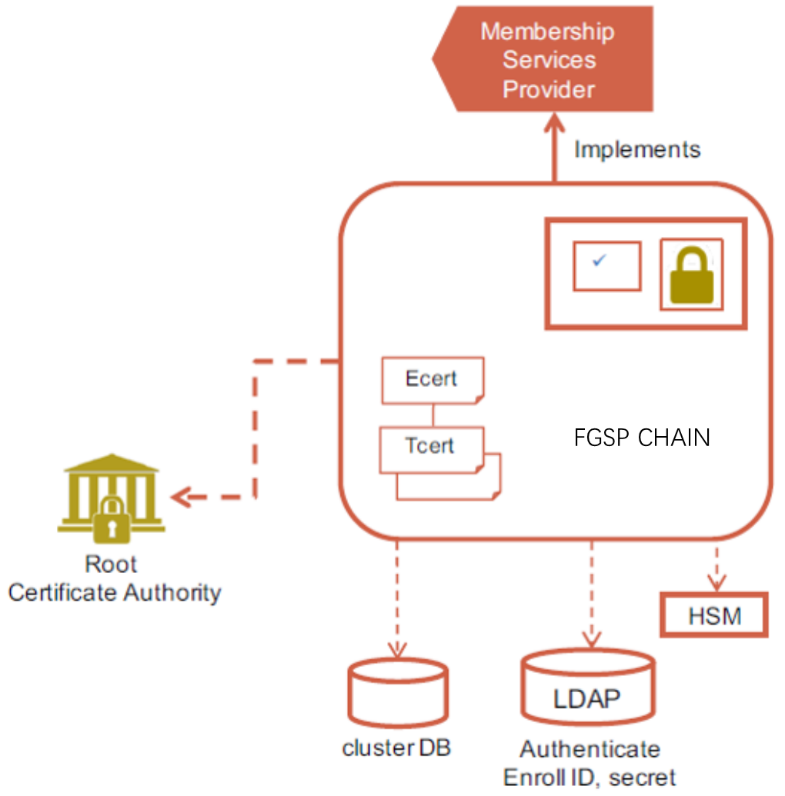 Membership
Services
Provider
Implements
Ecert
Tcert
FGSP CHAIN
Root
Certificate Authority
HSM
LDAP
cluster DB
Authenticate
Enroll ID, secret